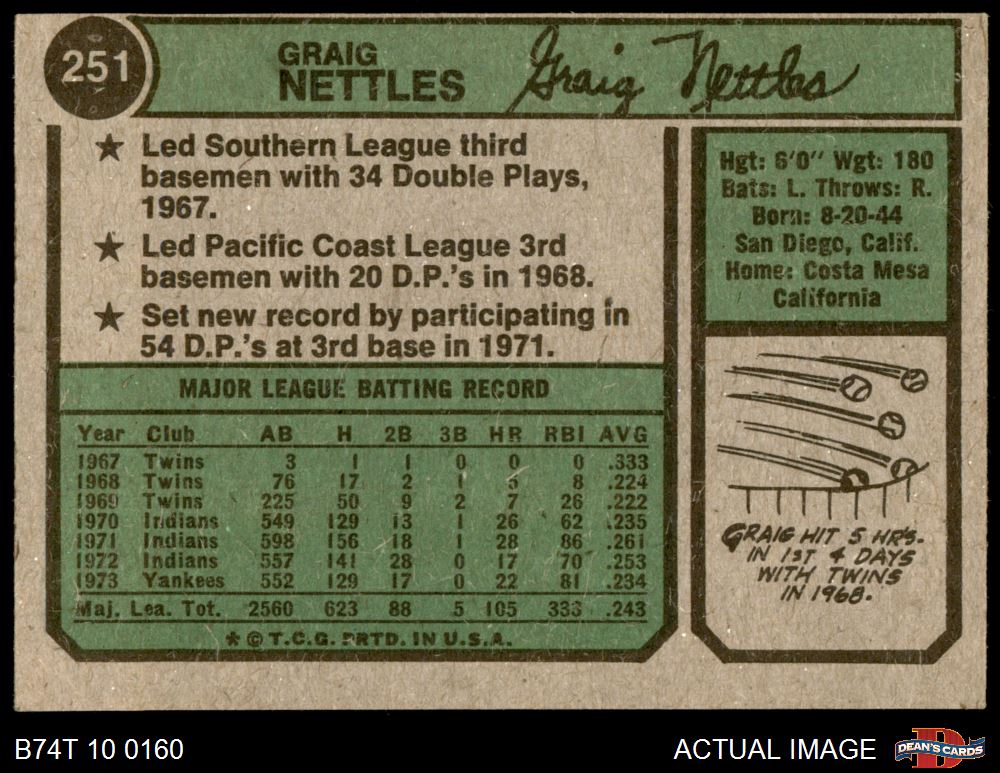 251
GRAIG
NETTLES
Graig Nettles
★ Led Southern League third
basemen with 34 Double Plays,
1967.
★ Led Pacific Coast League 3rd
basemen with 20 D.P.'s in 1968.
★ Set new record by participating in
54 D.P.'s at 3rd base in 1971.
Hgt: 6'0" Wgt: 180
Bats: L. Throws: R.
Born: 8-20-44
San Diego, Calif.
Home: Costa Mesa
California
MAJOR LEAGUE BATTING RECORD
Year Club AB H 2B 3B HR RBI AVG
1967 Twins 3 1 1 0 0 0 .333
1968 Twins 76 17 2 1 5 8 .224
1969 Twins 225 50 9 2 7 26 .222
1970 Indians 549 129 13 1 26 62 .235
1971 Indians 598 156 18 1 28 86 .261
1972 Indians 557 141 28 0 17 70 .253
1973 Yankees 552 129 17 0 22 81 .234
Maj. Lea. Tot. 2560 623 88 5 105 333 .243
* © T.C.G. PRTD. IN U.S.A.
GRAIG HIT 5 HR's.
IN 1ST 4 DAYS
WITH TWINS
IN 1968.
B74T 10 0160
ACTUAL IMAGE
D
DEAN'S CARDS